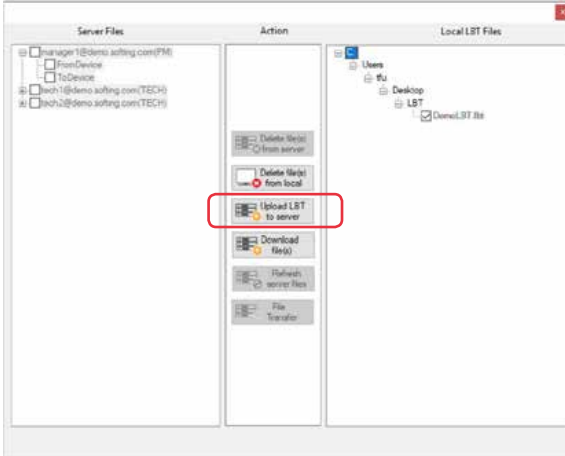 Server Files
Action
Local LBT Files
manager1@demo.softing.com(PM)
FromDevice
ToDevice
tech1@demo.softing.com(TECH)
tech2@demo.softing.com(TECH)
Delete file(s)
from server
Delete file(s)
from local
Upload LBT
to server
Download
file(s)
Refresh
server files
File
Transfer
C:
Users
tfu
Desktop
LBT
DemoLBT.lbt